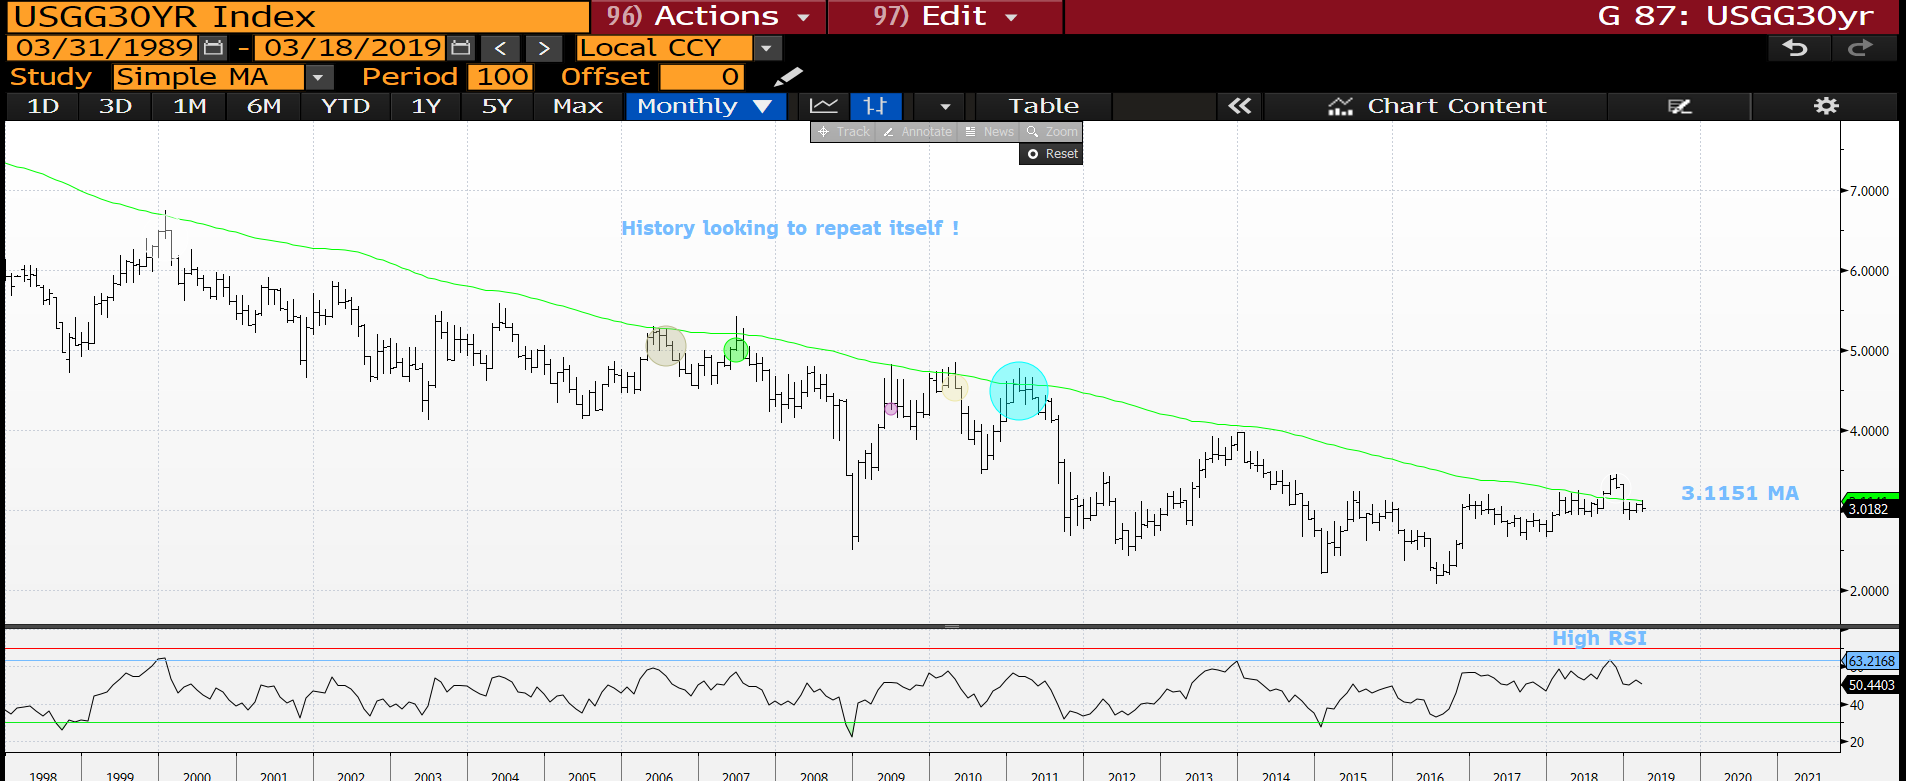 USGG30YR Index 96) Actions 97) Edit G 87: USGG30yr
03/31/1989 - 03/18/2019 < > Local CCY
Study Simple MA Period 100 Offset 0
1D 3D 1M 6M YTD 1Y 5Y Max Monthly Table Chart Content
Track Annotate News Zoom
Reset
7.0000
History looking to repeat itself !
6.0000
5.0000
4.0000
3.1151 MA
3.0182
2.0000
High RSI
63.2168
50.4403
40
20
1998 1999 2000 2001 2002 2003 2004 2005 2006 2007 2008 2009 2010 2011 2012 2013 2014 2015 2016 2017 2018 2019 2020 2021